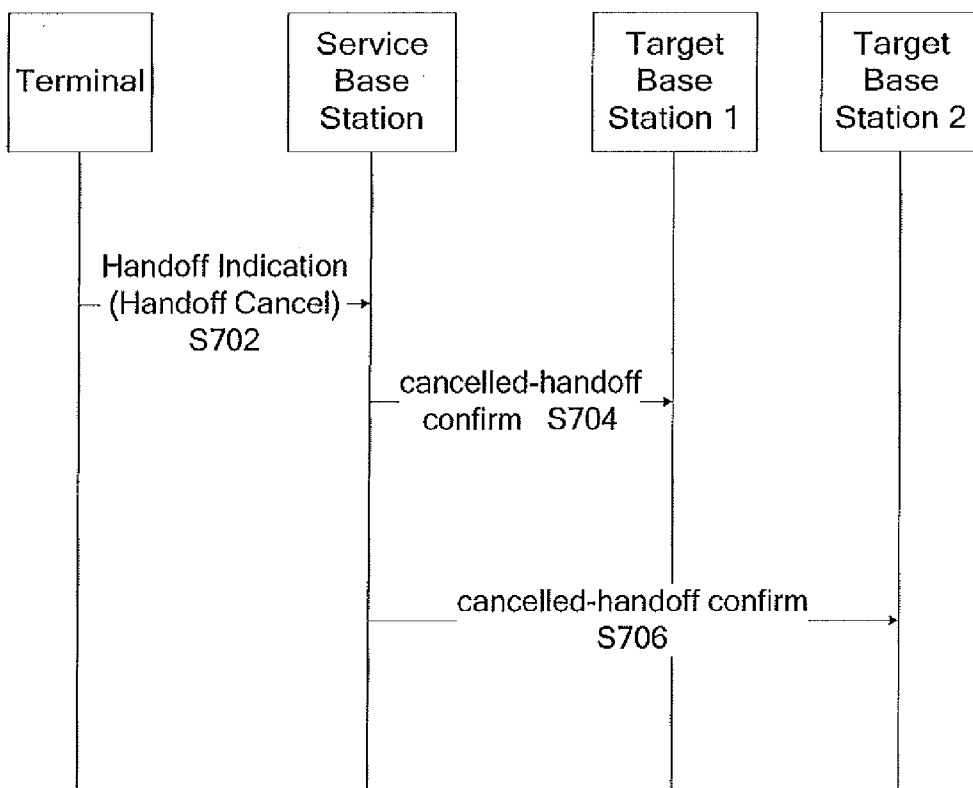 Terminal
Service
Base
Station
Target
Base
Station 1
Target
Base
Station 2
Handoff Indication
(Handoff Cancel)
S702
cancelled-handoff
confirm S704
cancelled-handoff confirm
S706